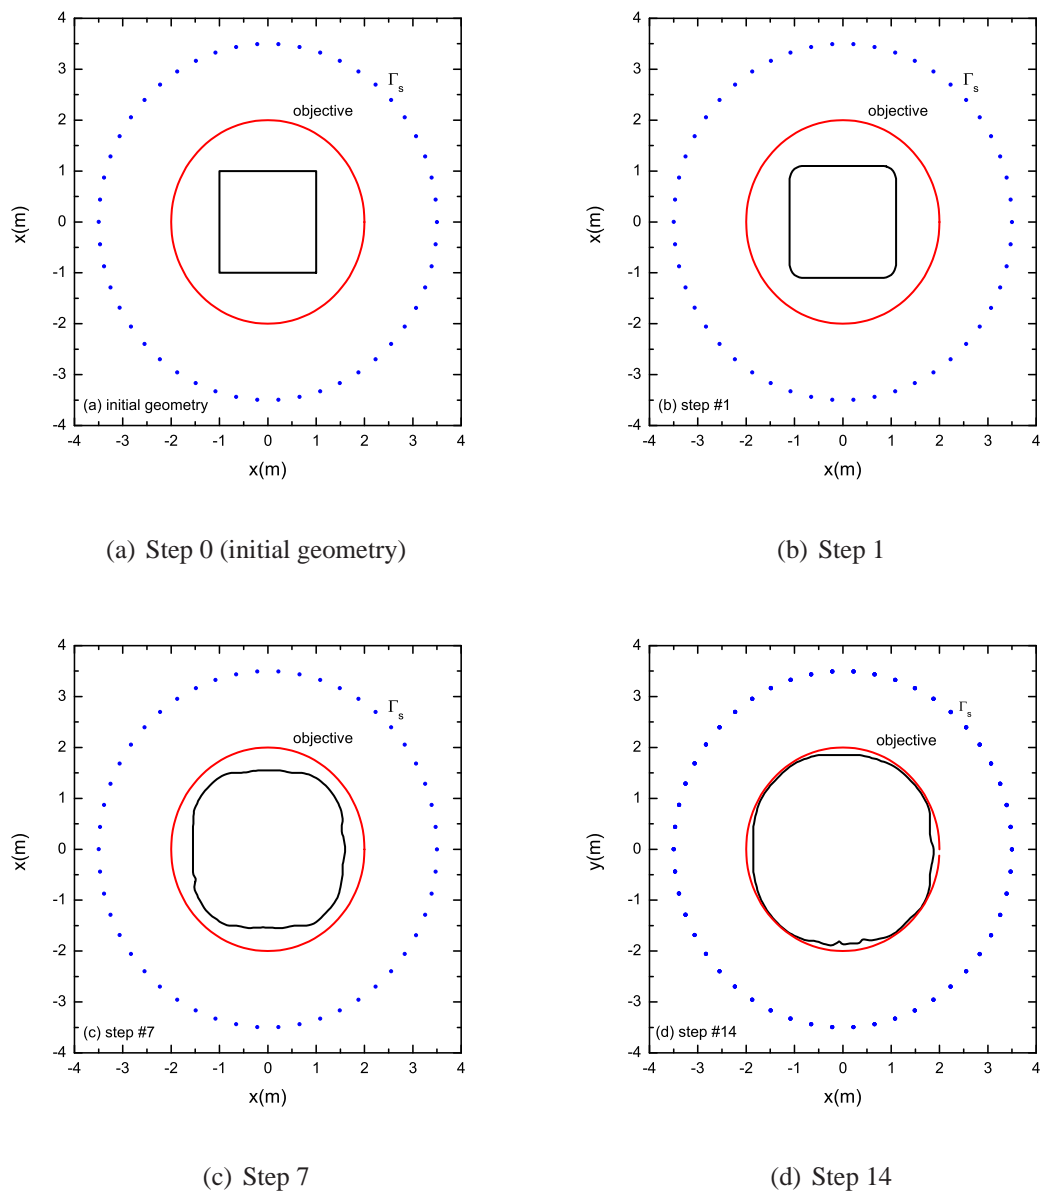 4
3
2
1
0
-1
-2
-3
-4
x(m)
Γs
objective
(a) initial geometry
-4 -3 -2 -1 0 1 2 3 4
x(m)
(a) Step 0 (initial geometry)
4
3
2
1
0
-1
-2
-3
-4
x(m)
Γs
objective
(b) step #1
-4 -3 -2 -1 0 1 2 3 4
x(m)
(b) Step 1
4
3
2
1
0
-1
-2
-3
-4
x(m)
Γs
objective
(c) step #7
-4 -3 -2 -1 0 1 2 3 4
x(m)
(c) Step 7
4
3
2
1
0
-1
-2
-3
-4
y(m)
Γs
objective
(d) step #14
-4 -3 -2 -1 0 1 2 3 4
x(m)
(d) Step 14